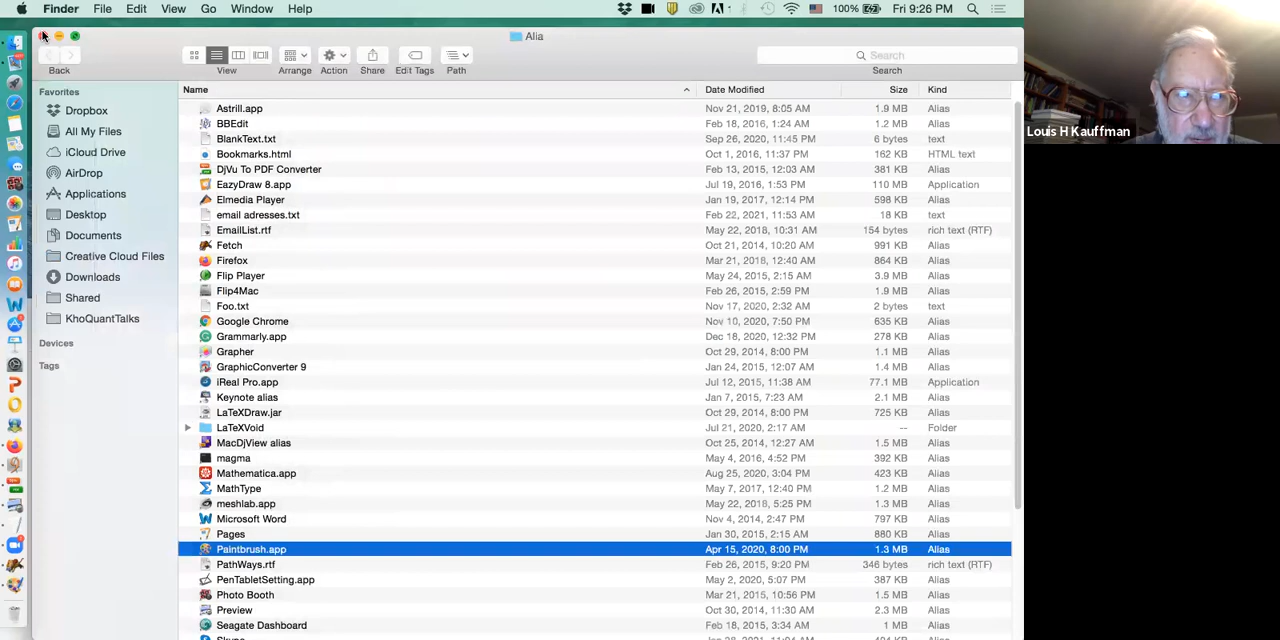 Finder File Edit View Go Window Help 100% Fri 9:26 PM
Alia
Back View Arrange Action Share Edit Tags Path Search
Search
Favorites
Dropbox
All My Files
iCloud Drive
AirDrop
Applications
Desktop
Documents
Creative Cloud Files
Downloads
Shared
KhoQuantTalks
Devices
Tags
Name Date Modified Size Kind
Astrill.app Nov 21, 2019, 8:05 AM 1.9 MB Alias
BBEdit Feb 18, 2016, 1:24 AM 1.2 MB Alias
BlankText.txt Sep 26, 2020, 11:45 PM 6 bytes text
Bookmarks.html Oct 1, 2016, 11:37 PM 162 KB HTML text
DjVu To PDF Converter Feb 13, 2015, 12:03 AM 381 KB Alias
EazyDraw 8.app Jul 19, 2016, 1:53 PM 110 MB Application
Elmedia Player Jan 19, 2017, 12:14 PM 598 KB Alias
email adresses.txt Feb 22, 2021, 11:53 AM 18 KB text
EmailList.rtf May 22, 2018, 10:31 AM 154 bytes rich text (RTF)
Fetch Oct 21, 2014, 10:20 AM 991 KB Alias
Firefox Mar 21, 2018, 12:40 AM 864 KB Alias
Flip Player May 24, 2015, 2:15 AM 3.9 MB Alias
Flip4Mac Feb 26, 2015, 2:59 PM 1.9 MB Alias
Foo.txt Nov 17, 2020, 2:32 AM 2 bytes text
Google Chrome Nov 10, 2020, 7:50 PM 635 KB Alias
Grammarly.app Dec 18, 2020, 12:32 PM 278 KB Alias
Grapher Oct 29, 2014, 8:00 PM 1.1 MB Alias
GraphicConverter 9 Jan 24, 2015, 12:07 AM 1.4 MB Alias
iReal Pro.app Jul 12, 2015, 11:38 AM 77.1 MB Application
Keynote alias Jan 7, 2015, 7:23 AM 2.1 MB Alias
LaTeXDraw.jar Oct 29, 2014, 8:00 PM 725 KB Alias
LaTeXVoid Jul 21, 2020, 2:17 AM -- Folder
MacDjView alias Oct 25, 2014, 12:27 AM 1.5 MB Alias
magma May 4, 2016, 4:52 PM 392 KB Alias
Mathematica.app Aug 25, 2020, 3:04 PM 423 KB Alias
MathType May 7, 2017, 12:40 PM 1.2 MB Alias
meshlab.app May 22, 2018, 5:25 PM 1.3 MB Alias
Microsoft Word Nov 4, 2014, 2:47 PM 797 KB Alias
Pages Jan 30, 2015, 2:15 AM 880 KB Alias
Paintbrush.app Apr 15, 2020, 8:00 PM 1.3 MB Alias
PathWays.rtf Feb 26, 2015, 9:20 PM 346 bytes rich text (RTF)
PenTabletSetting.app May 2, 2020, 5:07 PM 387 KB Alias
Photo Booth Mar 21, 2015, 10:56 PM 1.5 MB Alias
Preview Oct 30, 2014, 11:30 AM 2.3 MB Alias
Seagate Dashboard Feb 18, 2015, 3:34 AM 1 MB Alias
Louis H Kauffman